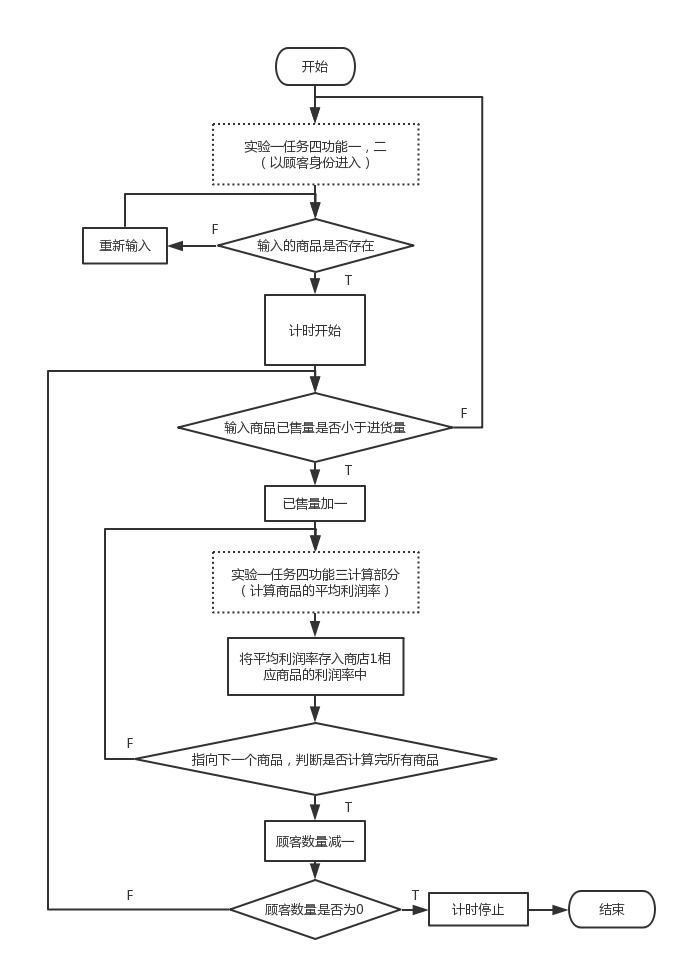 开始
实验一任务四功能一，二
（以顾客身份进入）
F
重新输入
输入的商品是否存在
T
计时开始
F
输入商品已售量是否小于进货量
T
已售量加一
实验一任务四功能三计算部分
（计算商品的平均利润率）
将平均利润率存入商店1相
应商品的利润率中
F
指向下一个商品，判断是否计算完所有商品
T
顾客数量减一
F
顾客数量是否为0
T
计时停止
结束